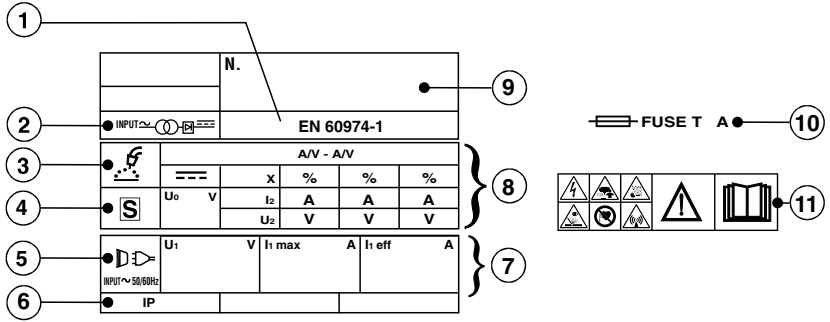 1
N.
9
2
INPUT
EN 60974-1
FUSE T A
10
3
A/V - A/V
X % % %
8
4
S
U₀ V
I₂ A A A
U₂ V V V
11
5
U₁ V I₁ max A I₁ eff A
7
INPUT ~ 50/60Hz
6
IP